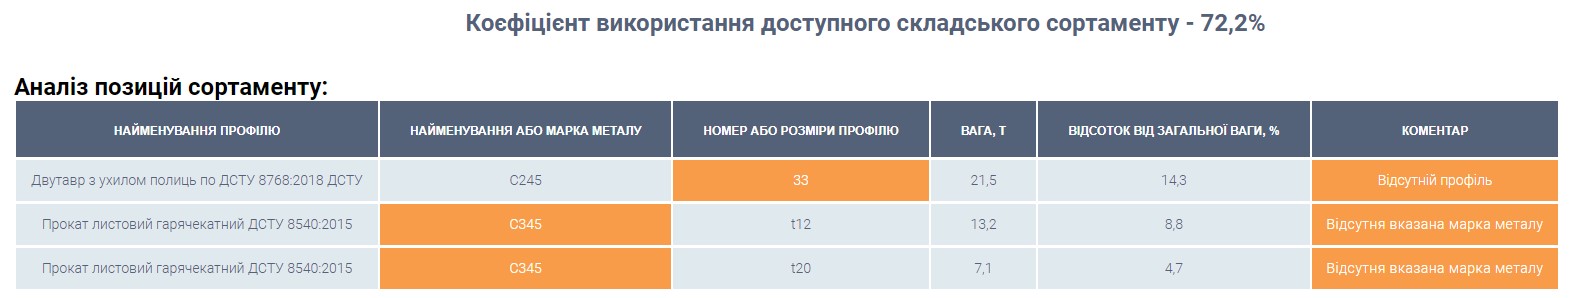 Коєфіцієнт використання доступного складського сортаменту - 72,2%
Аналіз позицій сортаменту:
НАЙМЕНУВАННЯ ПРОФІЛЮ НАЙМЕНУВАННЯ АБО МАРКА МЕТАЛУ НОМЕР АБО РОЗМІРИ ПРОФІЛЮ ВАГА, Т ВІДСОТОК ВІД ЗАГАЛЬНОЇ ВАГИ, % КОМЕНТАР
Двутавр з ухилом полиць по ДСТУ 8768:2018 ДСТУ С245 33 21,5 14,3 Відсутній профіль
Прокат листовий гарячекатний ДСТУ 8540:2015 С345 t12 13,2 8,8 Відсутня вказана марка металу
Прокат листовий гарячекатний ДСТУ 8540:2015 С345 t20 7,1 4,7 Відсутня вказана марка металу